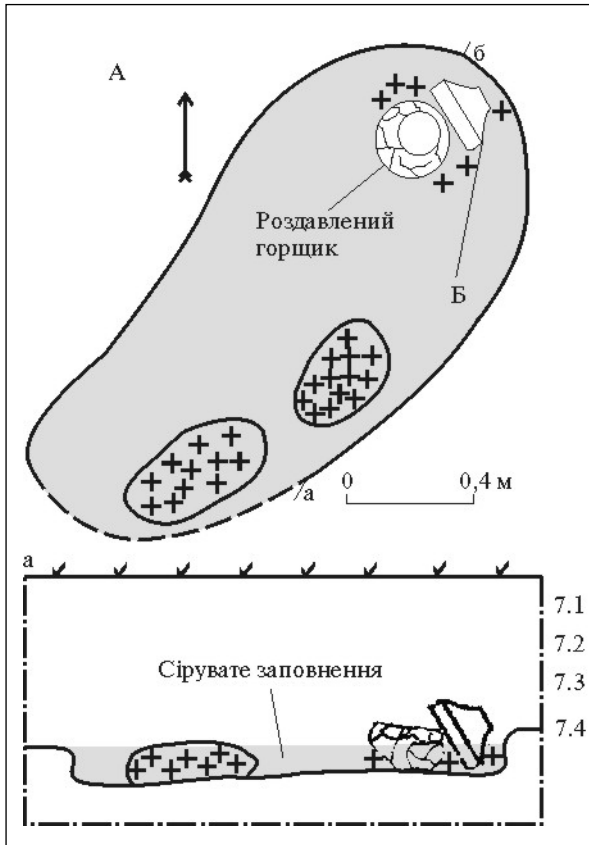 А
б
Роздавлений
горщик
Б
а
0 0,4 м
а
7.1
7.2
Сірувате заповнення
7.3
7.4